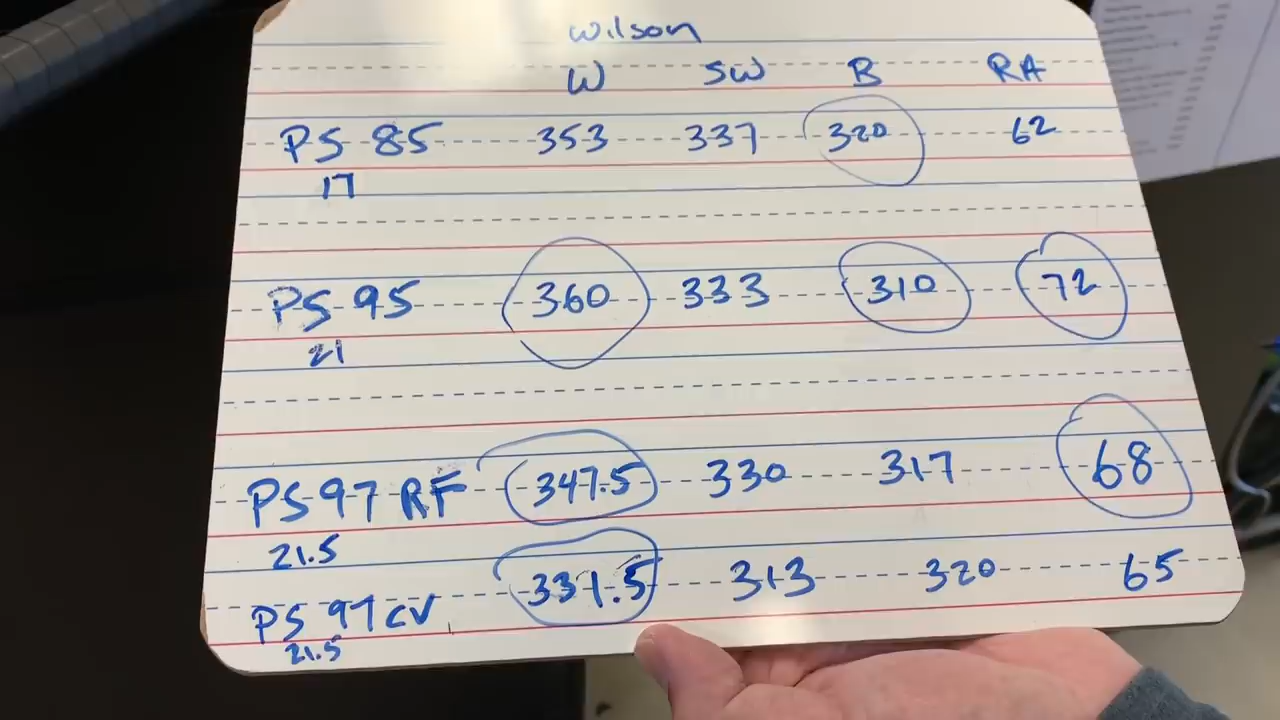 Wilson
W SW B RA
PS 85 353 337 320 62
17
PS 95 360 333 310 72
21
PS 97 RF 347.5 330 317 68
21.5
PS 97 CV 331.5 313 320 65
21.5